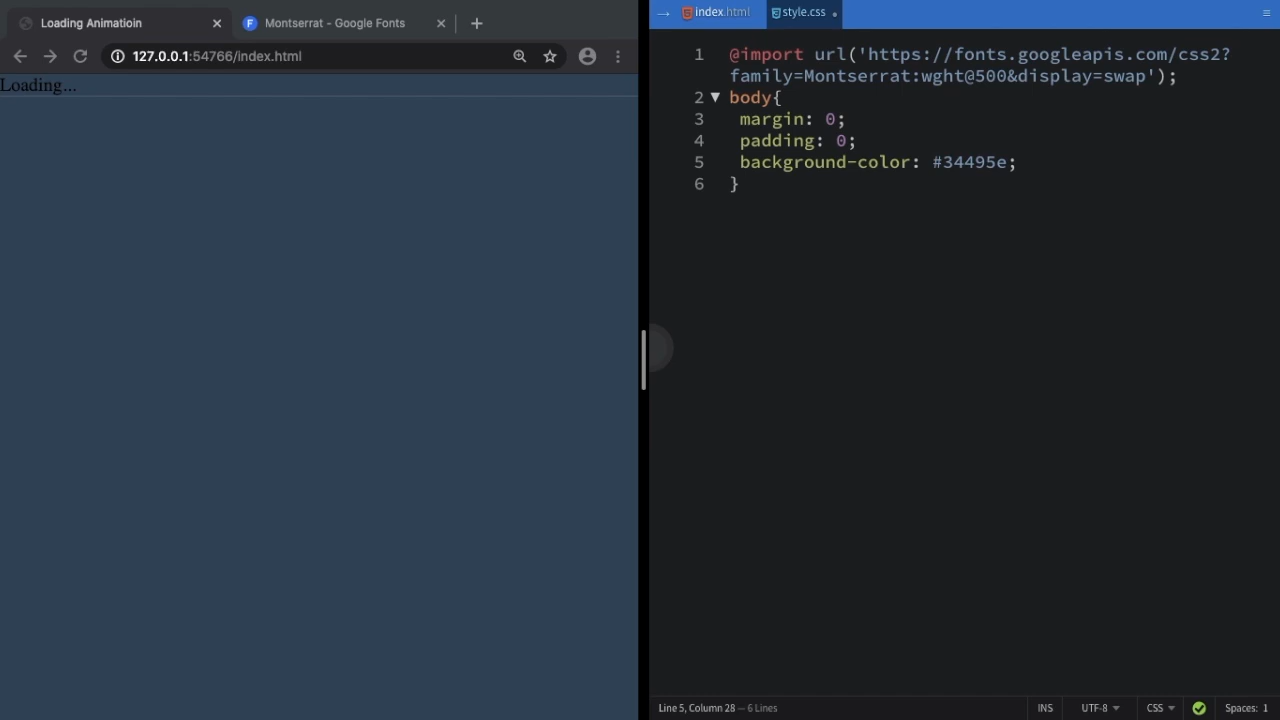 Loading Animatioin
Montserrat - Google Fonts
127.0.0.1:54766/index.html
Loading...
index.html
style.css
1 @import url('https://fonts.googleapis.com/css2?
family=Montserrat:wght@500&display=swap');
2 body{
3 margin: 0;
4 padding: 0;
5 background-color: #34495e;
6 }
Line 5, Column 28 — 6 Lines
INS
UTF-8
CSS
Spaces: 1